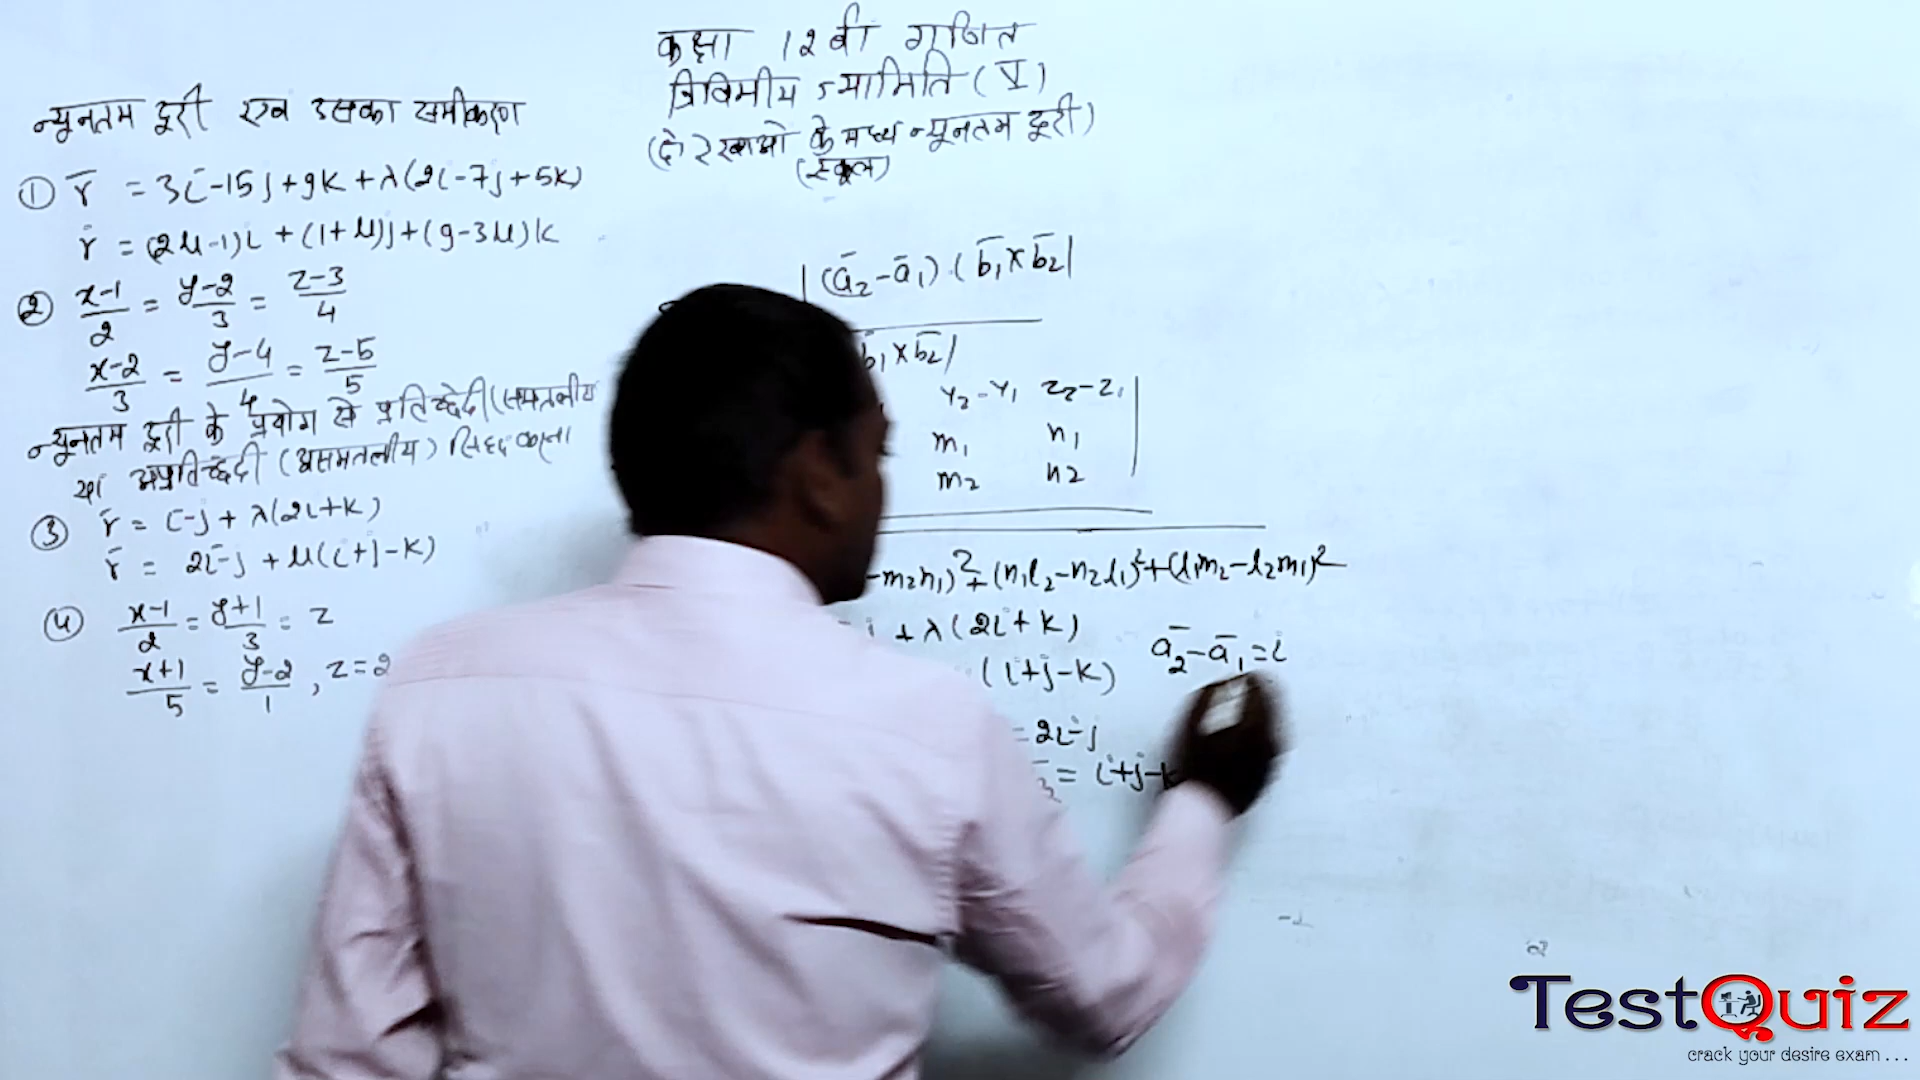 कक्षा 12वी गणित
त्रिविमीय ज्यामिति (V)
(दो रेखाओ के मध्य न्यूनतम दूरी)
न्यूनतम दूरी एव उसका समीकरण
① r̄ = 3i-15j+9k+λ(2i-7j+5k)
r̄ = (2μ-1)i+(1+μ)j+(9-3μ)k
② x-1/2 = y-2/3 = z-3/4
x-2/3 = y-4/4 = z-5/5
न्यूनतम दूरी के प्रयोग से प्रतिच्छेदी (समतलीय
या अप्रतिच्छेदी (असमतलीय) सिद्ध करना
③ r̄ = i-j+λ(2i+k)
r̄ = 2i-j+μ(i+j-k)
④ x-1/2 = y+1/3 = z
x+1/5 = y-2/1, z=2
|(ā2-ā1).(b̄1×b̄2|
b̄1×b̄2|
y2-y1 z2-z1
m1 n1
m2 n2
-m2n1)²+(n1l2-n2l1)²+(l1m2-l2m1)²
+λ(2i+k)
(i+j-k)
ā2-ā1=i
=2i-j
= i+j-k
TestQuiz
crack your desire exam . . .